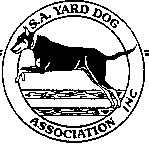 "S.A. YARD DOG"
ASSOCIATION INC